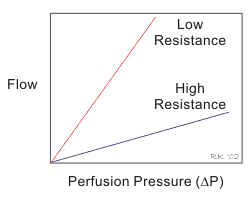 Low
Resistance
Flow
High
Resistance
RK '02
Perfusion Pressure (ΔP)